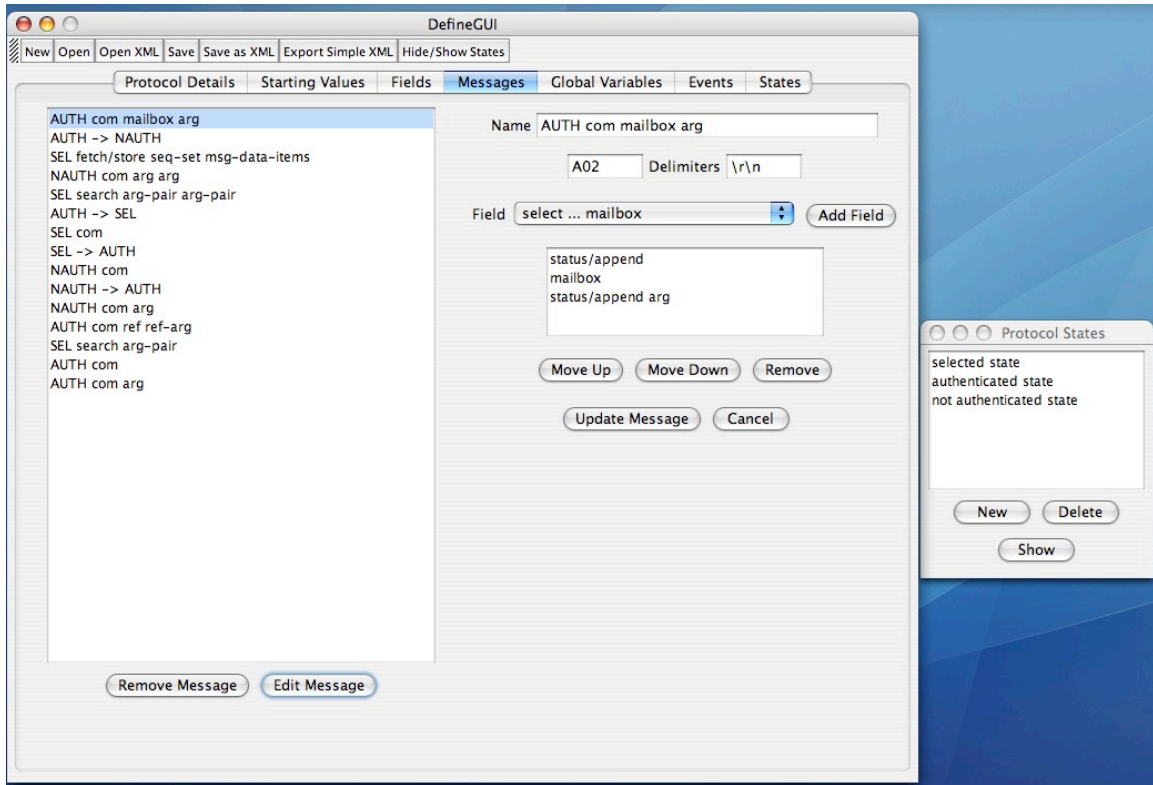 DefineGUI
New Open Open XML Save Save as XML Export Simple XML Hide/Show States
Protocol Details Starting Values Fields Messages Global Variables Events States
AUTH com mailbox arg
AUTH -> NAUTH
SEL fetch/store seq-set msg-data-items
NAUTH com arg arg
SEL search arg-pair arg-pair
AUTH -> SEL
SEL com
SEL -> AUTH
NAUTH com
NAUTH -> AUTH
NAUTH com arg
AUTH com ref ref-arg
SEL search arg-pair
AUTH com
AUTH com arg
Remove Message Edit Message
Name AUTH com mailbox arg
A02 Delimiters \r\n
Field select ... mailbox Add Field
status/append
mailbox
status/append arg
Move Up Move Down Remove
Update Message Cancel
Protocol States
selected state
authenticated state
not authenticated state
New Delete
Show